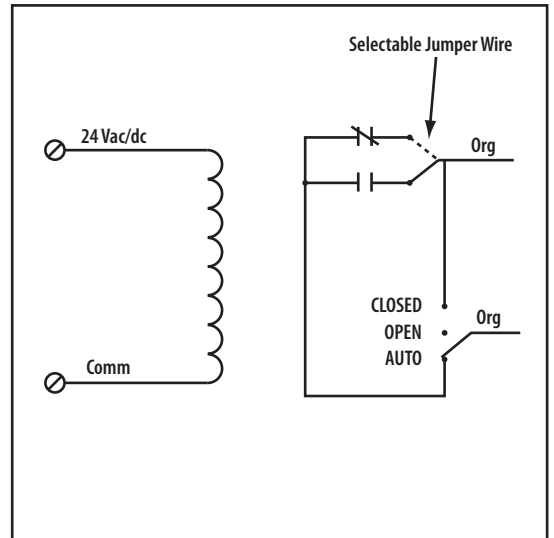 Selectable Jumper Wire
24 Vac/dc
Org
CLOSED
OPEN
Org
AUTO
Comm